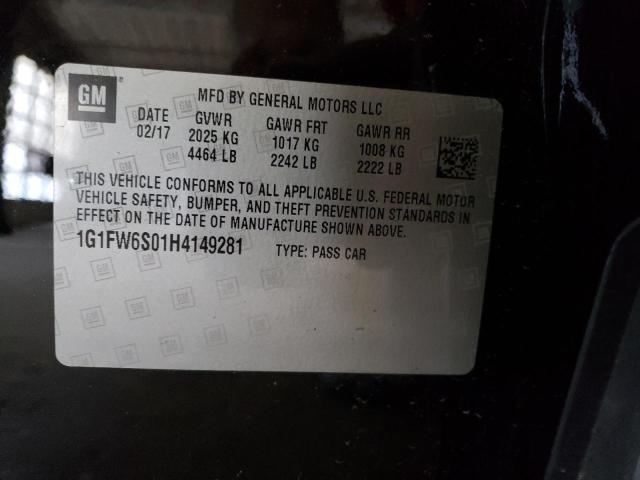 GM
MFD BY GENERAL MOTORS LLC
DATE GVWR GAWR FRT GAWR RR
02/17 2025 KG 1017 KG 1008 KG
4464 LB 2242 LB 2222 LB
THIS VEHICLE CONFORMS TO ALL APPLICABLE U.S. FEDERAL MOTOR
VEHICLE SAFETY, BUMPER, AND THEFT PREVENTION STANDARDS IN
EFFECT ON THE DATE OF MANUFACTURE SHOWN ABOVE.
1G1FW6S01H4149281 TYPE: PASS CAR